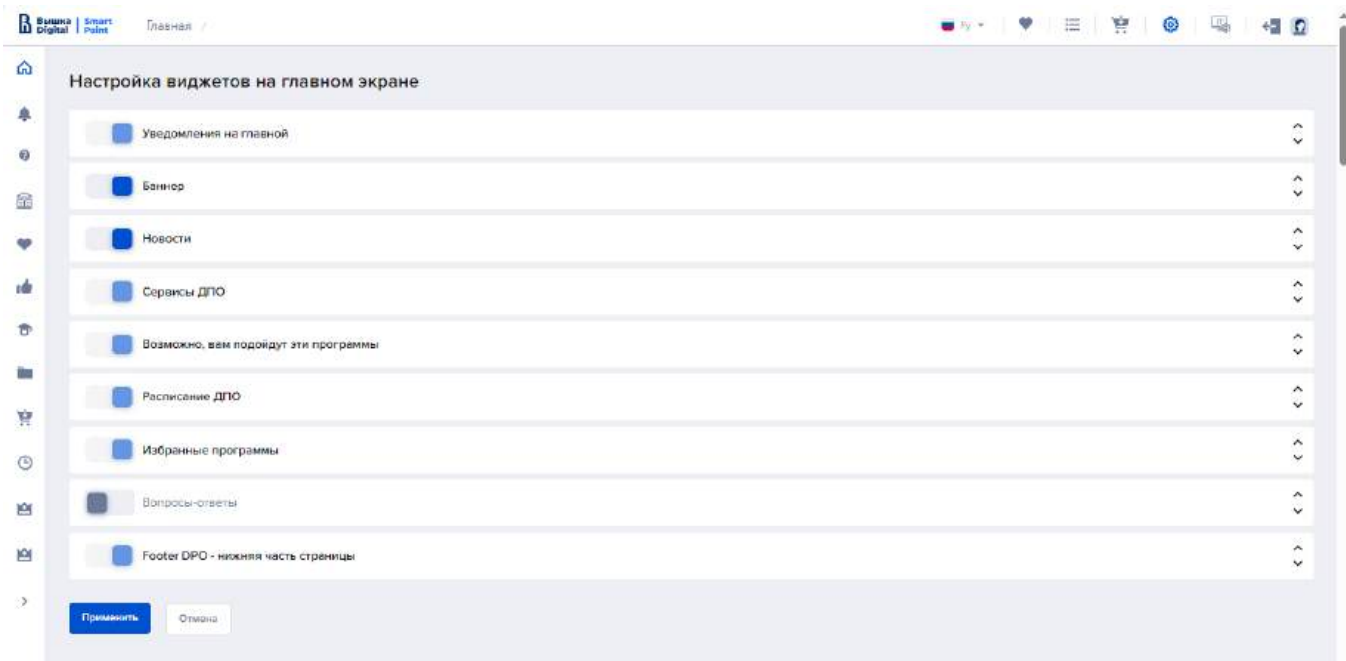 Вышка Smart
Digital Point
Главная /
Ру
Настройка виджетов на главном экране
Уведомления на главной
Баннер
Новости
Сервисы ДПО
Возможно, вам подойдут эти программы
Расписание ДПО
Избранные программы
Вопросы-ответы
Footer DPO - нижняя часть страницы
Применить
Отмена